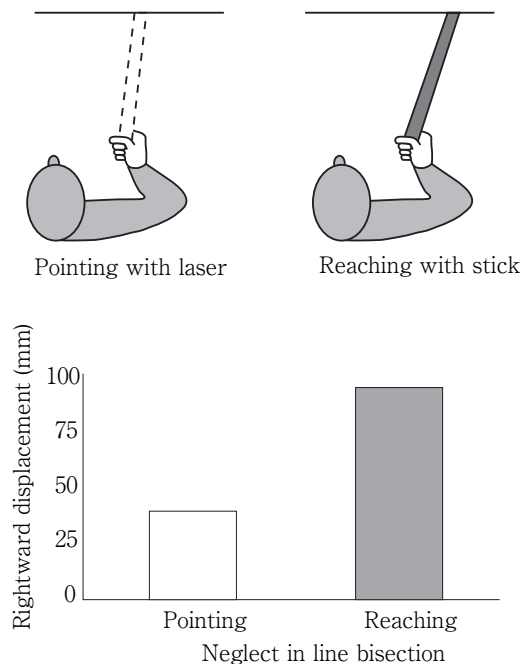 Pointing with laser
Reaching with stick
Rightward displacement (mm)
100
75
50
25
0
Pointing
Reaching
Neglect in line bisection